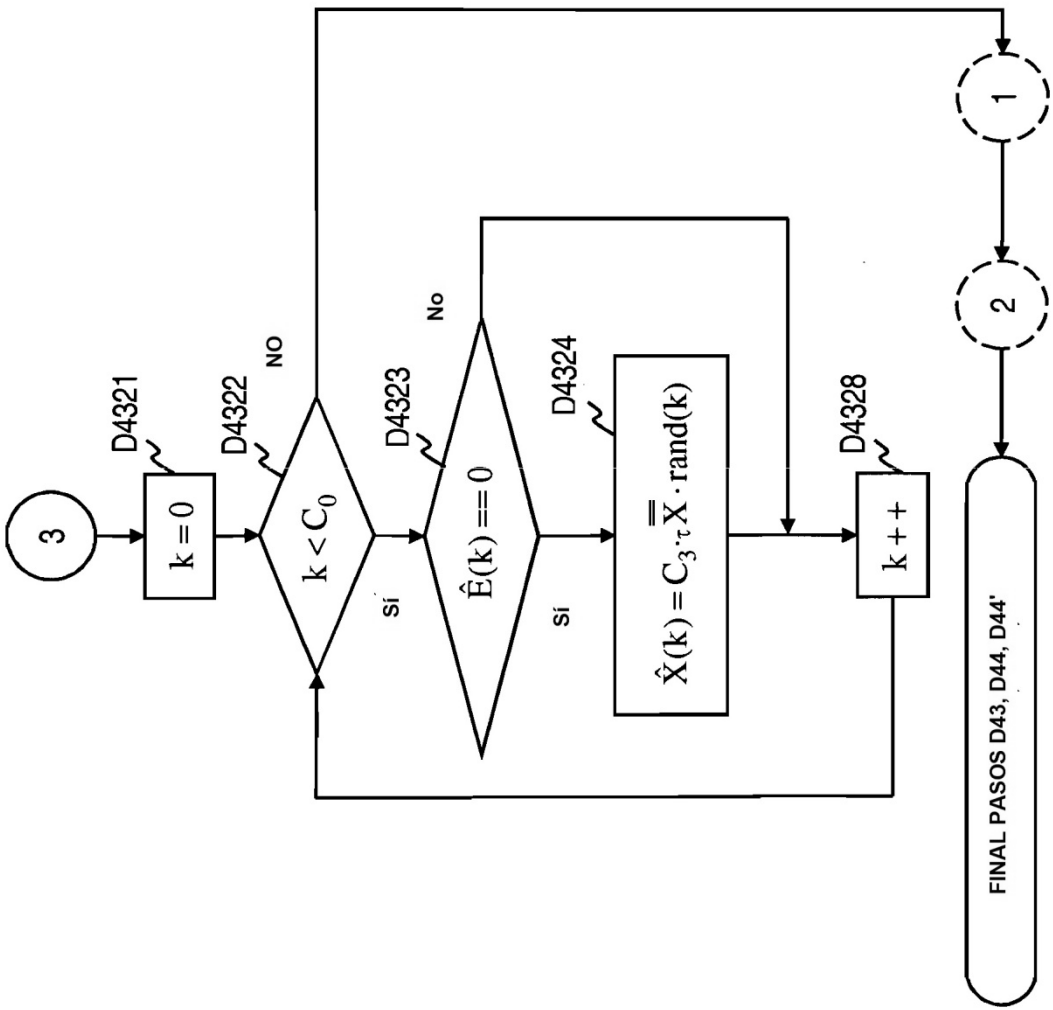 3
D4321
k = 0
D4322
NO
k < C₀
Sí
D4323
No
Ê(k) == 0
Sí
D4324
X̂(k) = C₃·τX̿ · rand(k)
D4328
k ++
1
2
FINAL PASOS D43, D44, D44'